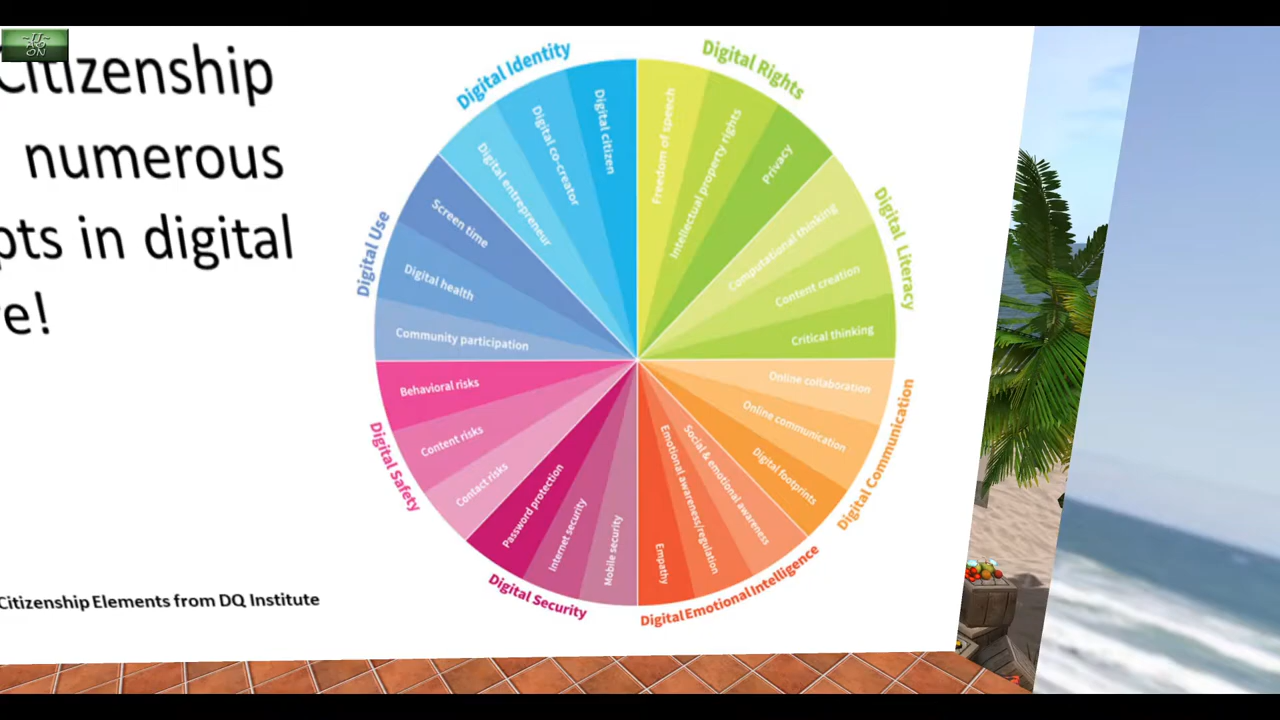 Citizenship
numerous
pts in digital
re!
Citizenship Elements from DQ Institute
Digital Identity
Digital entrepreneur
Digital co-creator
Digital citizen
Digital Rights
Freedom of speech
Intellectual property rights
Privacy
Digital Literacy
Computational thinking
Content creation
Critical thinking
Digital Communication
Online collaboration
Online communication
Digital footprints
Digital Emotional Intelligence
Social & emotional awareness
Emotional awareness/regulation
Empathy
Digital Security
Mobile security
Internet security
Password protection
Digital Safety
Contact risks
Content risks
Behavioral risks
Digital Use
Community participation
Digital health
Screen time